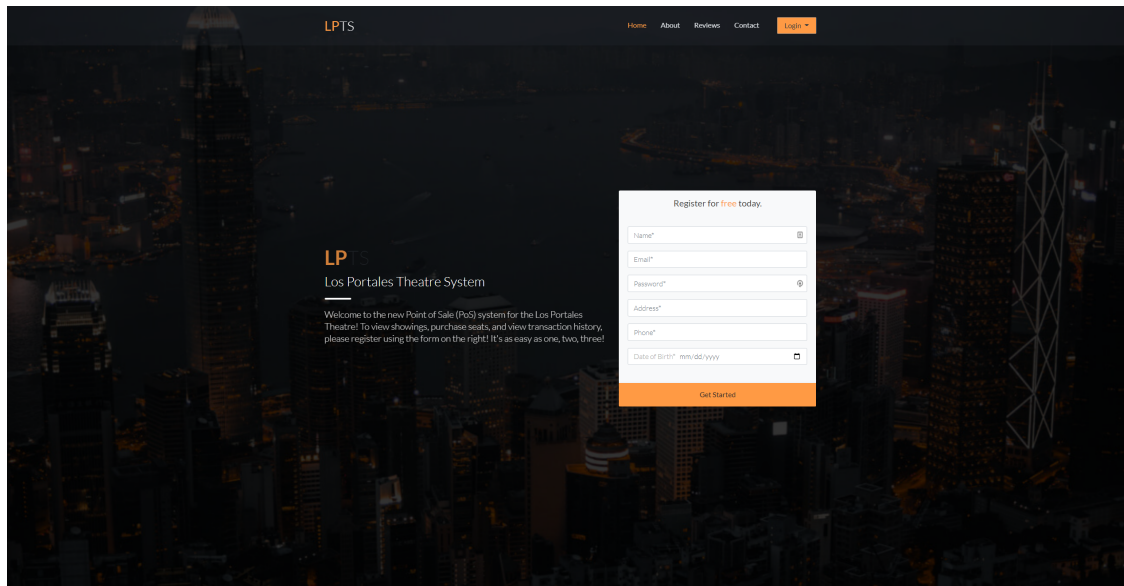 LPTS
Home About Reviews Contact Login
Register for free today.
Name*
Email*
Password*
Address*
Phone*
Date of Birth* mm/dd/yyyy
Get Started
LPTS
Los Portales Theatre System
Welcome to the new Point of Sale (PoS) system for the Los Portales
Theatre! To view showings, purchase seats, and view transaction history,
please register using the form on the right! It's as easy as one, two, three!